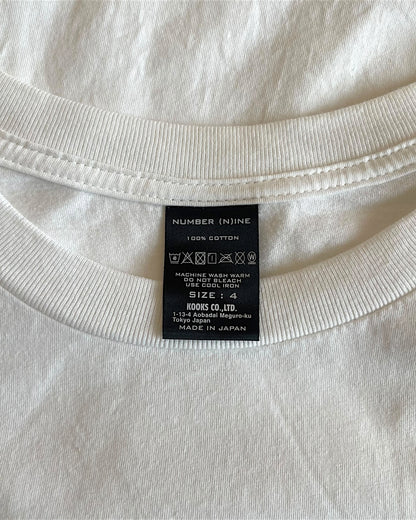 NUMBER (N)INE
100% COTTON
MACHINE WASH WARM
DO NOT BLEACH
USE COOL IRON
SIZE : 4
KOOKS CO.,LTD.
1-13-4 Aobadai Meguro-ku
Tokyo Japan
MADE IN JAPAN